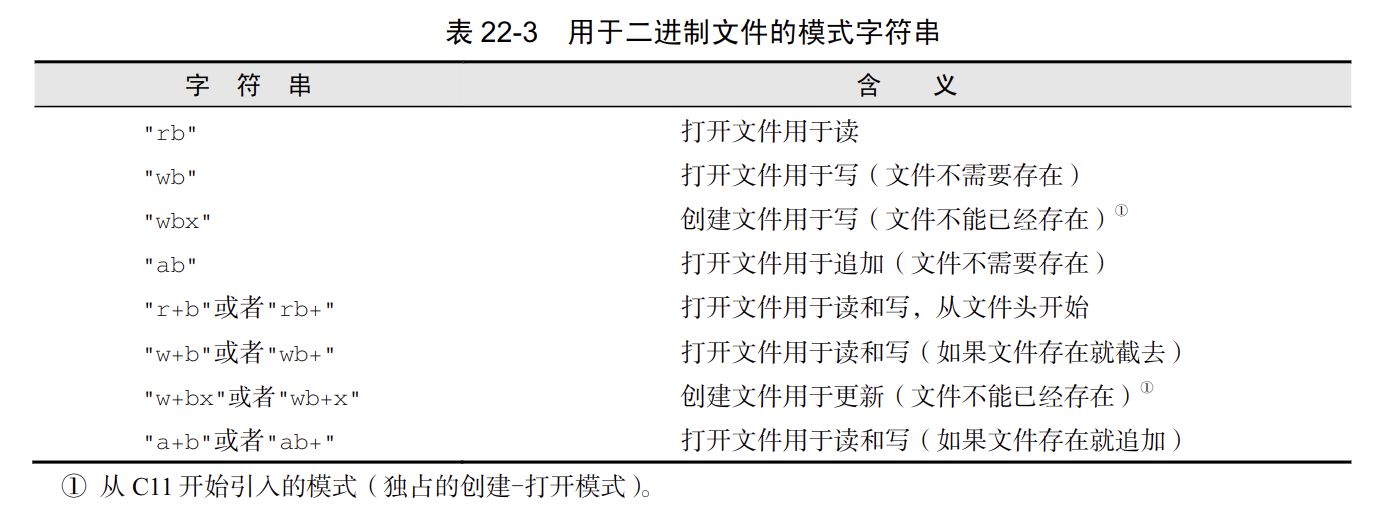 表 22-3 用于二进制文件的模式字符串
字 符 串 含 义
"rb" 打开文件用于读
"wb" 打开文件用于写（文件不需要存在）
"wbx" 创建文件用于写（文件不能已经存在）①
"ab" 打开文件用于追加（文件不需要存在）
"r+b"或者"rb+" 打开文件用于读和写，从文件头开始
"w+b"或者"wb+" 打开文件用于读和写（如果文件存在就截去）
"w+bx"或者"wb+x" 创建文件用于更新（文件不能已经存在）①
"a+b"或者"ab+" 打开文件用于读和写（如果文件存在就追加）
① 从 C11 开始引入的模式（独占的创建-打开模式）。